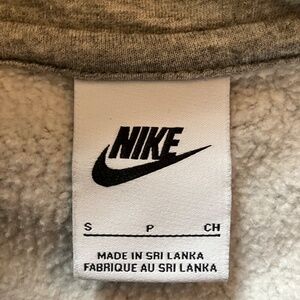 NIKE
S P CH
MADE IN SRI LANKA
FABRIQUE AU SRI LANKA